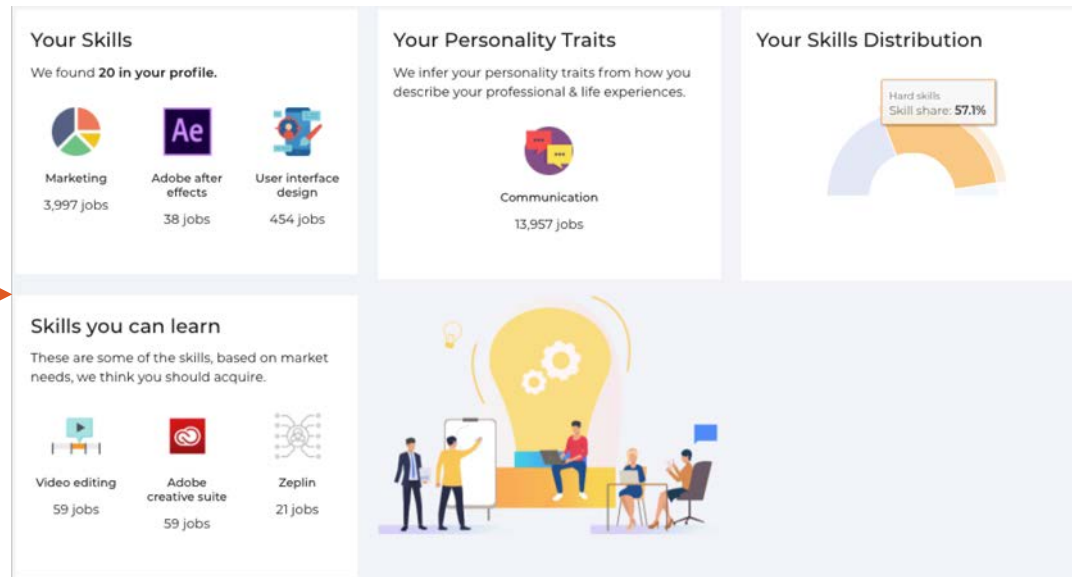 Your Skills
We found 20 in your profile.
Ae
Marketing
3,997 jobs
Adobe after
effects
38 jobs
User interface
design
454 jobs
Your Personality Traits
We infer your personality traits from how you
describe your professional & life experiences.
Communication
13,957 jobs
Your Skills Distribution
Hard skills
Skill share: 57.1%
Skills you can learn
These are some of the skills, based on market
needs, we think you should acquire.
Video editing
59 jobs
Adobe
creative suite
59 jobs
Zeplin
21 jobs